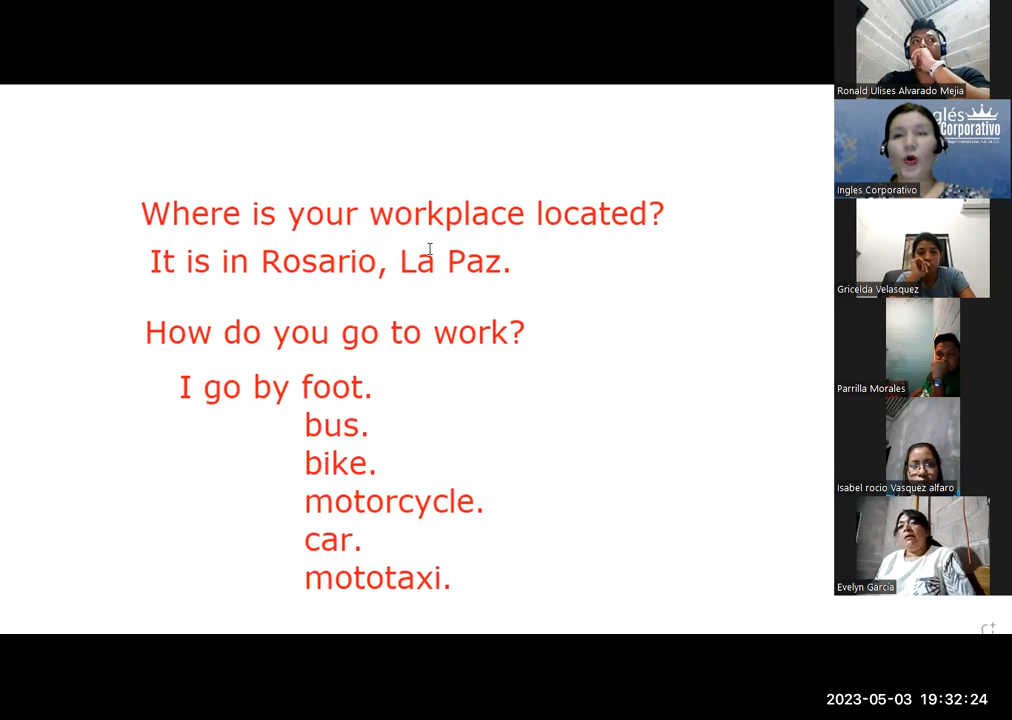 Where is your workplace located?
It is in Rosario, La Paz.
How do you go to work?
I go by foot.
bus.
bike.
motorcycle.
car.
mototaxi.
Ronald Ulises Alvarado Mejia
glés
Corporativo
Ingles Corporativo
Gricelda Velasquez
Parrilla Morales
Isabel rocio Vasquez alfaro
Evelyn Garcia
2023-05-03 19:32:24